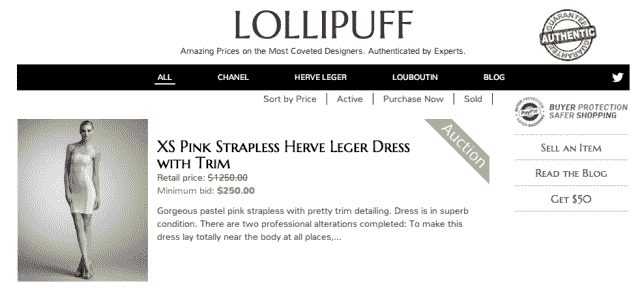 LOLLIPUFF
Amazing Prices on the Most Coveted Designers. Authenticated by Experts.
GUARANTEE
AUTHENTIC
GUARANTEE
ALL CHANEL HERVE LEGER LOUBOUTIN BLOG
Sort by Price | Active | Purchase Now | Sold |
PayPal
BUYER PROTECTION
SAFER SHOPPING
Auction
XS Pink Strapless Herve Leger Dress
with Trim
Retail price: $1250.00
Minimum bid: $250.00
Gorgeous pastel pink strapless with pretty trim detailing. Dress is in superb
condition. There are two professional alterations completed: To make this
dress lay totally near the body at all places,...
Sell an Item
Read the Blog
Get $50